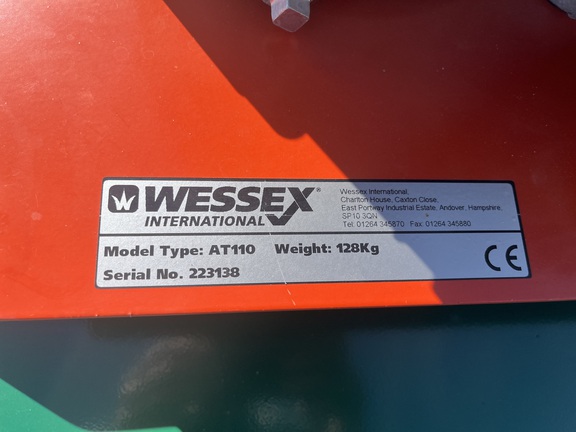 WESSEX®
INTERNATIONAL
Wessex International,
Charlton House, Caxton Close,
East Portway Industrial Estate, Andover, Hampshire,
SP10 3QN
Tel: 01264 345870 Fax: 01264 345880
Model Type: AT110 Weight: 128Kg
Serial No. 223138
CE